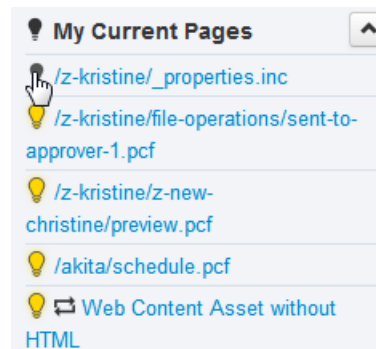 My Current Pages
/z-kristine/_properties.inc
/z-kristine/file-operations/sent-to-
approver-1.pcf
/z-kristine/z-new-
christine/preview.pcf
/akita/schedule.pcf
Web Content Asset without
HTML